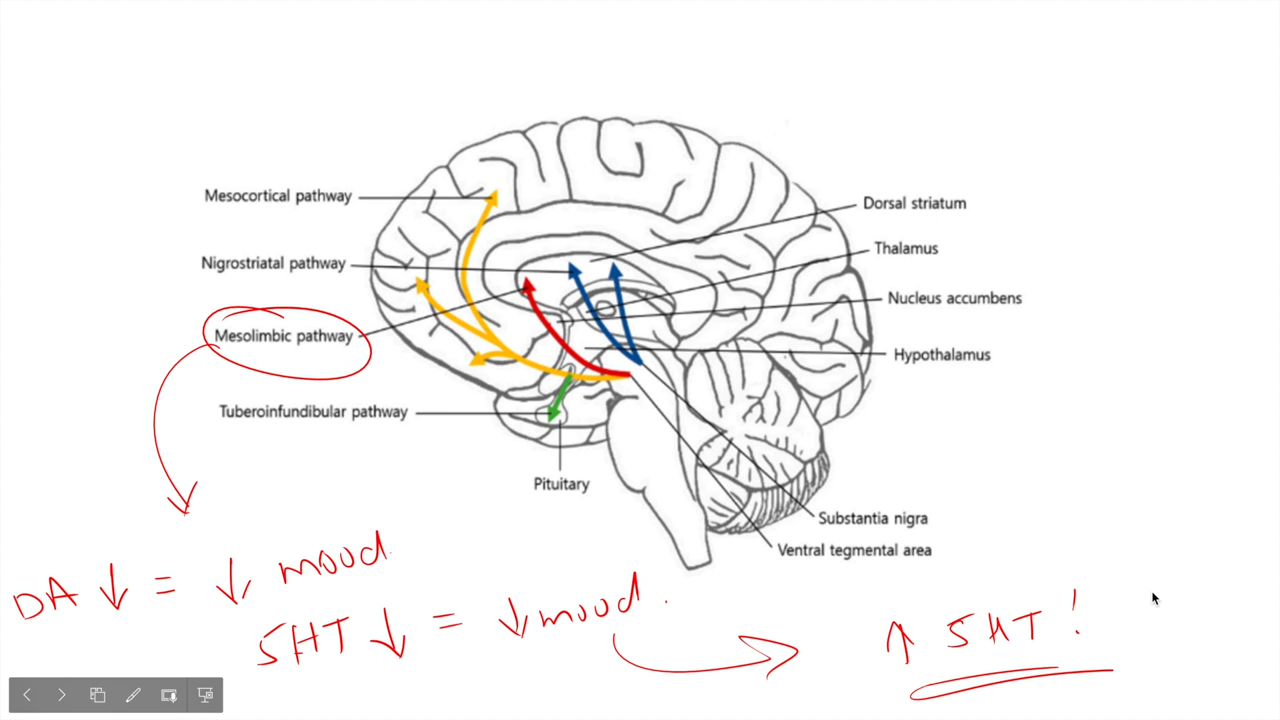 Mesocortical pathway
Nigrostriatal pathway
Mesolimbic pathway
Tuberoinfundibular pathway
Pituitary
Dorsal striatum
Thalamus
Nucleus accumbens
Hypothalamus
Substantia nigra
Ventral tegmental area
DA ↓ = ↓ mood.
5HT ↓ = ↓ mood.
↑ 5HT!